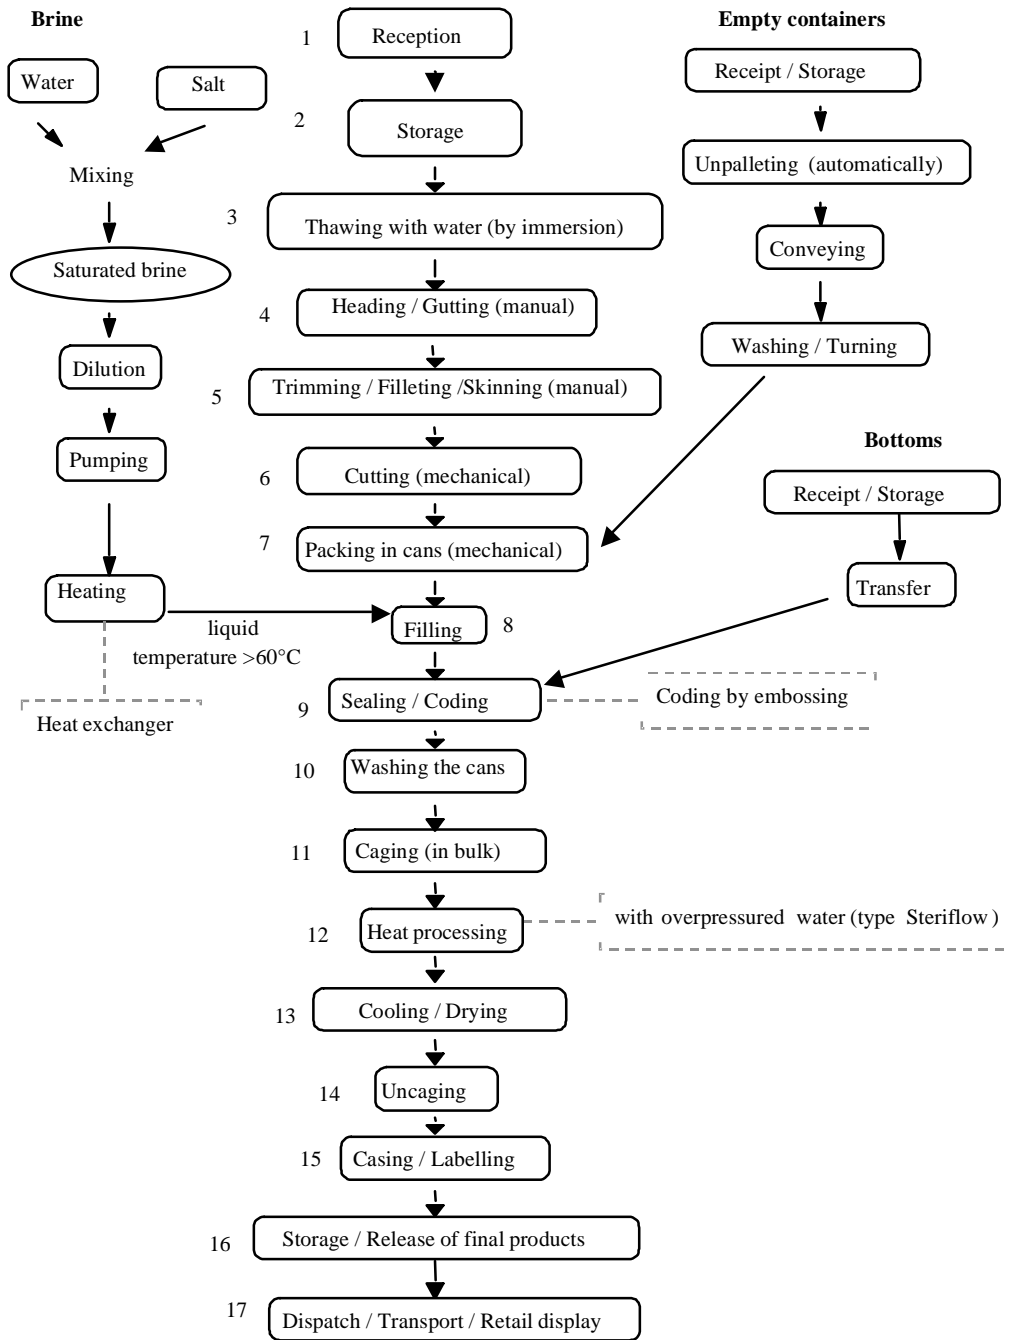 Brine
Water
Salt
Mixing
Saturated brine
Dilution
Pumping
Heating
liquid
temperature >60°C
Heat exchanger
1 Reception
2 Storage
3 Thawing with water (by immersion)
4 Heading / Gutting (manual)
5 Trimming / Filleting /Skinning (manual)
6 Cutting (mechanical)
7 Packing in cans (mechanical)
Filling 8
9 Sealing / Coding
Coding by embossing
10 Washing the cans
11 Caging (in bulk)
12 Heat processing
with overpressured water (type Steriflow )
13 Cooling / Drying
14 Uncaging
15 Casing / Labelling
16 Storage / Release of final products
17 Dispatch / Transport / Retail display
Empty containers
Receipt / Storage
Unpalleting (automatically)
Conveying
Washing / Turning
Bottoms
Receipt / Storage
Transfer